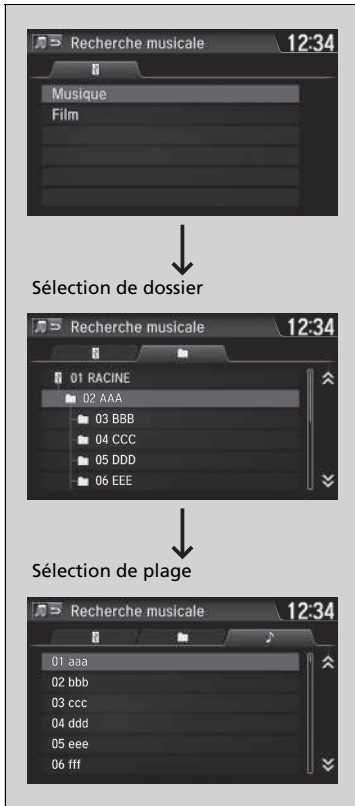 Recherche musicale 12:34
Musique
Film
Sélection de dossier
Recherche musicale 12:34
01 RACINE
02 AAA
03 BBB
04 CCC
05 DDD
06 EEE
Sélection de plage
Recherche musicale 12:34
01 aaa
02 bbb
03 ccc
04 ddd
05 eee
06 fff